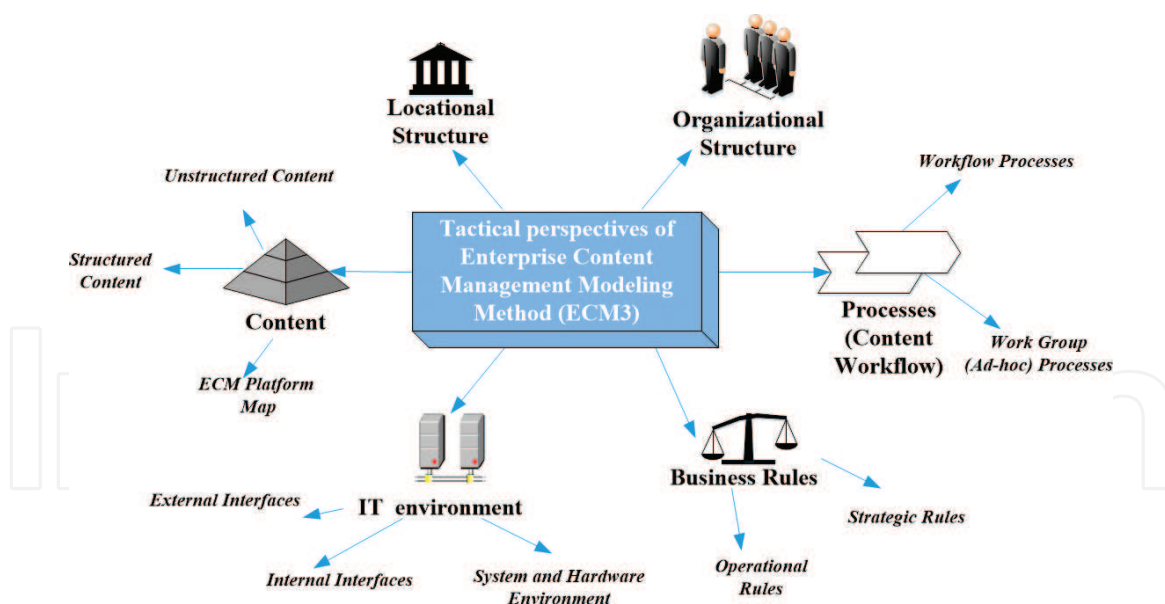 Locational
Structure
Organizational
Structure
Unstructured Content
Workflow Processes
Tactical perspectives of
Enterprise Content
Management Modeling
Method (ECM3)
Structured
Content
Content
Processes
(Content
Workflow)
Work Group
(Ad-hoc) Processes
ECM Platform
Map
IT environment
Business Rules
External Interfaces
Strategic Rules
Internal Interfaces
System and Hardware
Environment
Operational
Rules